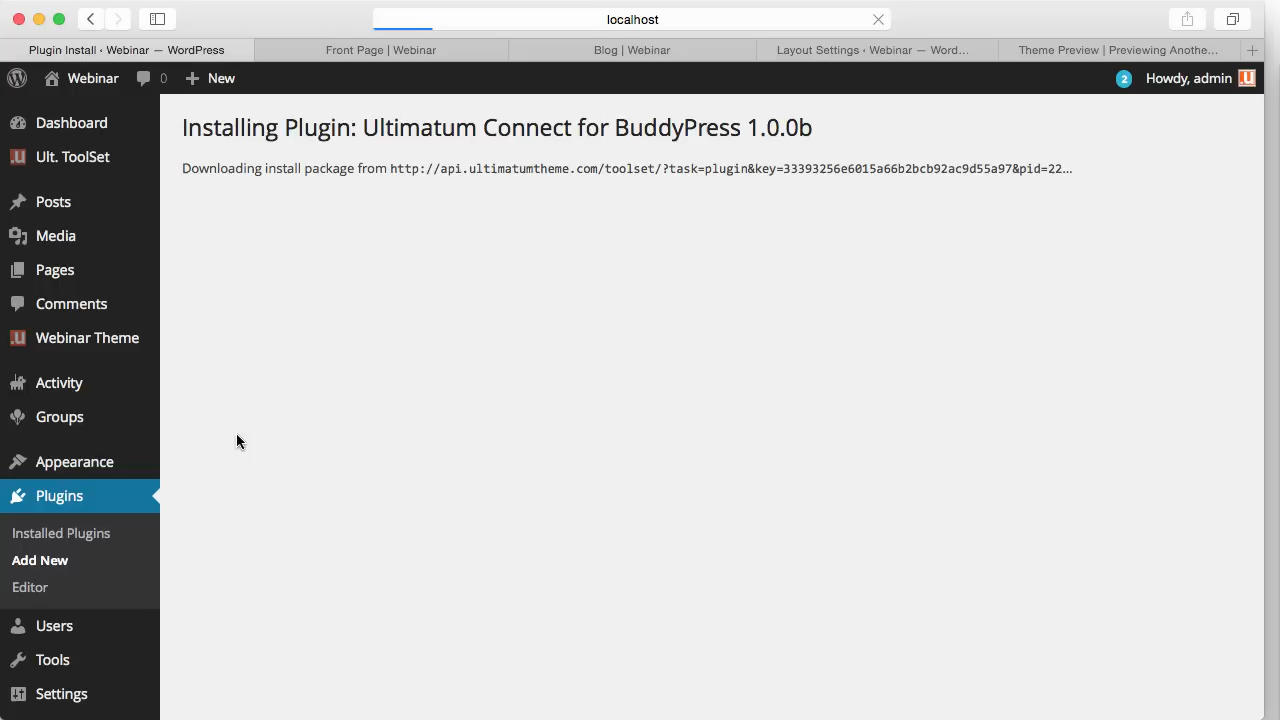 localhost
Plugin Install ‹ Webinar — WordPress
Front Page | Webinar
Blog | Webinar
Layout Settings ‹ Webinar — Word...
Theme Preview | Previewing Anothe...
Webinar
0
New
2
Howdy, admin
Dashboard
Ult. ToolSet
Posts
Media
Pages
Comments
Webinar Theme
Activity
Groups
Appearance
Plugins
Installed Plugins
Add New
Editor
Users
Tools
Settings
Installing Plugin: Ultimatum Connect for BuddyPress 1.0.0b
Downloading install package from http://api.ultimatumtheme.com/toolset/?task=plugin&key=33393256e6015a66b2bcb92ac9d55a97&pid=22…